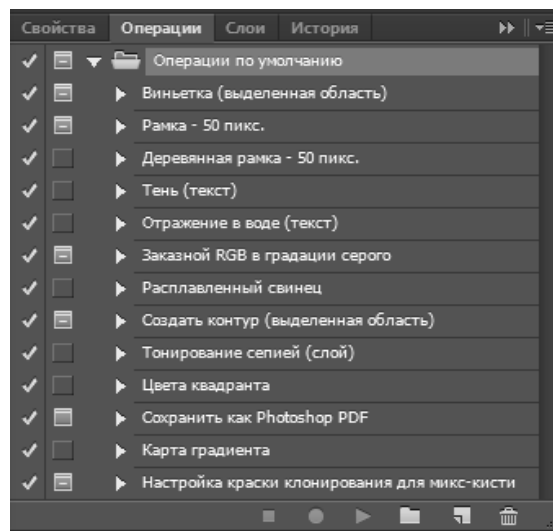 Свойства Операции Слои История
Операции по умолчанию
Виньетка (выделенная область)
Рамка - 50 пикс.
Деревянная рамка - 50 пикс.
Тень (текст)
Отражение в воде (текст)
Заказной RGB в градации серого
Расплавленный свинец
Создать контур (выделенная область)
Тонирование сепией (слой)
Цвета квадранта
Сохранить как Photoshop PDF
Карта градиента
Настройка краски клонирования для микс-кисти